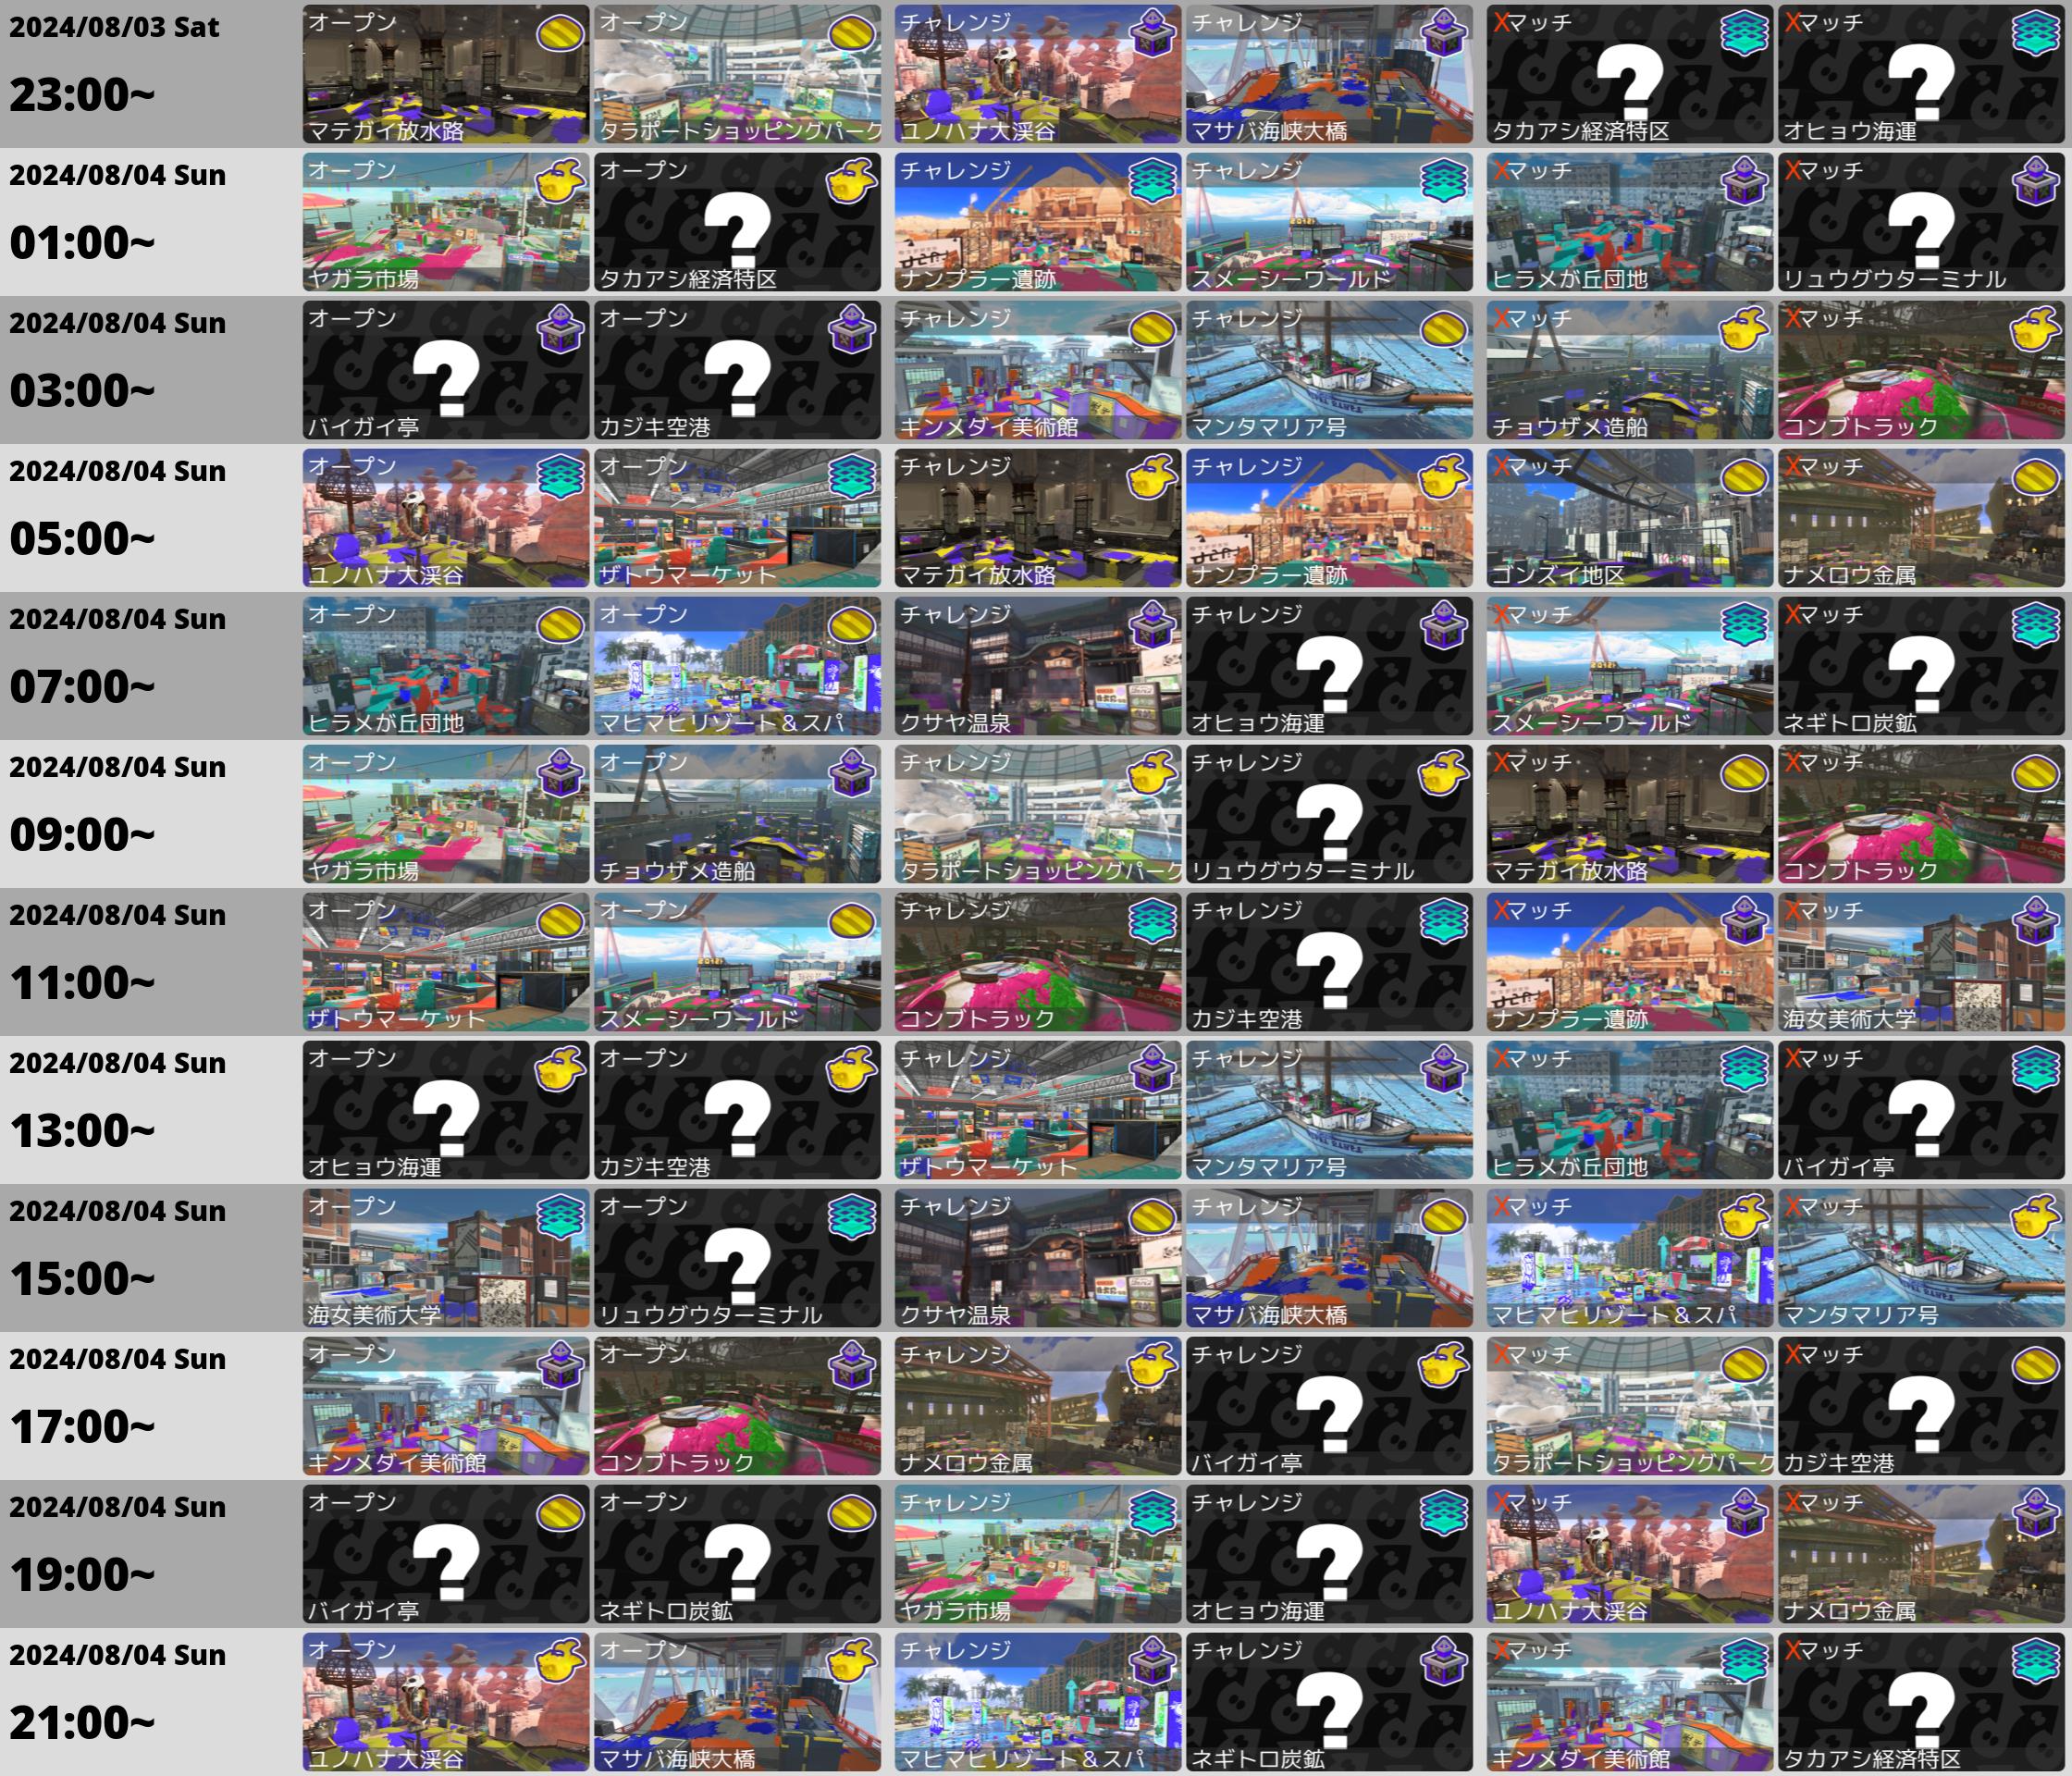 2024/08/03 Sat
23:00~
オープン オープン チャレンジ チャレンジ Xマッチ Xマッチ
マテガイ放水路 タラポートショッピングパーク ユノハナ大渓谷 マサバ海峡大橋 タカアシ経済特区 オヒョウ海運
2024/08/04 Sun
01:00~
オープン オープン チャレンジ チャレンジ Xマッチ Xマッチ
ヤガラ市場 タカアシ経済特区 ナンプラー遺跡 スメーシーワールド ヒラメが丘団地 リュウグウターミナル
2024/08/04 Sun
03:00~
オープン オープン チャレンジ チャレンジ Xマッチ Xマッチ
バイガイ亭 カジキ空港 キンメダイ美術館 マンタマリア号 チョウザメ造船 コンブトラック
2024/08/04 Sun
05:00~
オープン オープン チャレンジ チャレンジ Xマッチ Xマッチ
ユノハナ大渓谷 ザトウマーケット マテガイ放水路 ナンプラー遺跡 ゴンズイ地区 ナメロウ金属
2024/08/04 Sun
07:00~
オープン オープン チャレンジ チャレンジ Xマッチ Xマッチ
ヒラメが丘団地 マヒマヒリゾート＆スパ クサヤ温泉 オヒョウ海運 スメーシーワールド ネギトロ炭鉱
2024/08/04 Sun
09:00~
オープン オープン チャレンジ チャレンジ Xマッチ Xマッチ
ヤガラ市場 チョウザメ造船 タラポートショッピングパーク リュウグウターミナル マテガイ放水路 コンブトラック
2024/08/04 Sun
11:00~
オープン オープン チャレンジ チャレンジ Xマッチ Xマッチ
ザトウマーケット スメーシーワールド コンブトラック カジキ空港 ナンプラー遺跡 海女美術大学
2024/08/04 Sun
13:00~
オープン オープン チャレンジ チャレンジ Xマッチ Xマッチ
オヒョウ海運 カジキ空港 ザトウマーケット マンタマリア号 ヒラメが丘団地 バイガイ亭
2024/08/04 Sun
15:00~
オープン オープン チャレンジ チャレンジ Xマッチ Xマッチ
海女美術大学 リュウグウターミナル クサヤ温泉 マサバ海峡大橋 マヒマヒリゾート＆スパ マンタマリア号
2024/08/04 Sun
17:00~
オープン オープン チャレンジ チャレンジ Xマッチ Xマッチ
キンメダイ美術館 コンブトラック ナメロウ金属 バイガイ亭 タラポートショッピングパーク カジキ空港
2024/08/04 Sun
19:00~
オープン オープン チャレンジ チャレンジ Xマッチ Xマッチ
バイガイ亭 ネギトロ炭鉱 ヤガラ市場 オヒョウ海運 ユノハナ大渓谷 ナメロウ金属
2024/08/04 Sun
21:00~
オープン オープン チャレンジ チャレンジ Xマッチ Xマッチ
ユノハナ大渓谷 マサバ海峡大橋 マヒマヒリゾート＆スパ ネギトロ炭鉱 キンメダイ美術館 タカアシ経済特区